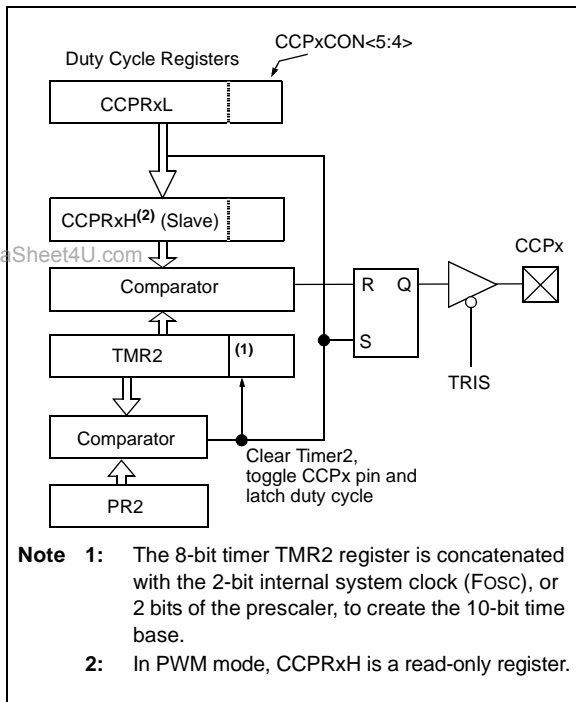 CCPxCON<5:4>
Duty Cycle Registers
CCPRxL
CCPRxH(2) (Slave)
aSheet4U.com
CCPx
Comparator
R Q
TMR2 (1)
S
TRIS
Comparator
Clear Timer2,
toggle CCPx pin and
latch duty cycle
PR2
Note 1: The 8-bit timer TMR2 register is concatenated
with the 2-bit internal system clock (FOSC), or
2 bits of the prescaler, to create the 10-bit time
base.
2: In PWM mode, CCPRxH is a read-only register.